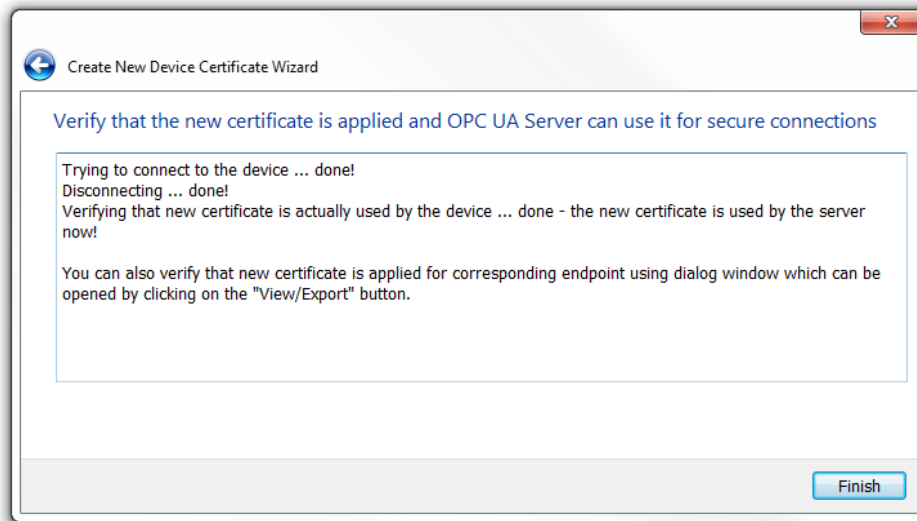 Create New Device Certificate Wizard
Verify that the new certificate is applied and OPC UA Server can use it for secure connections
Trying to connect to the device ... done!
Disconnecting ... done!
Verifying that new certificate is actually used by the device ... done - the new certificate is used by the server
now!
You can also verify that new certificate is applied for corresponding endpoint using dialog window which can be
opened by clicking on the "View/Export" button.
Finish